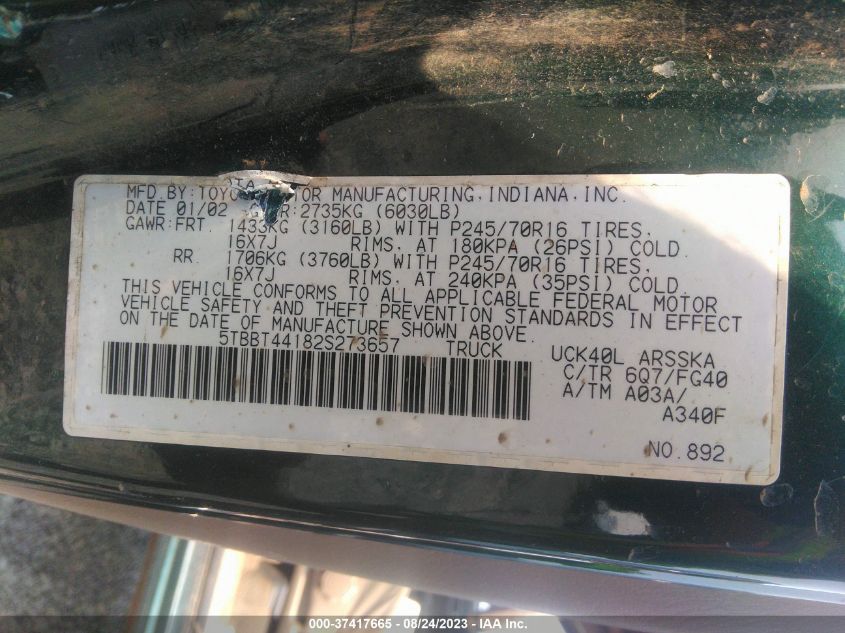 MFD.BY:TOYOTA MOTOR MANUFACTURING, INDIANA, INC.
DATE 01/02 GVWR:2735KG (6030LB)
GAWR:FRT 1433KG (3160LB) WITH P245/70R16 TIRES,
16X7J RIMS, AT 180KPA (26PSI) COLD.
RR. 1706KG (3760LB) WITH P245/70R16 TIRES,
16X7J RIMS, AT 240KPA (35PSI) COLD.
THIS VEHICLE CONFORMS TO ALL APPLICABLE FEDERAL MOTOR
VEHICLE SAFETY AND THEFT PREVENTION STANDARDS IN EFFECT
ON THE DATE OF MANUFACTURE SHOWN ABOVE.
5TBBT44182S273657 TRUCK UCK40L ARSSKA
C/TR 6Q7/FG40
A/TM A03A/
A340F
NO.892
000-37417665 - 08/24/2023 - IAA Inc.